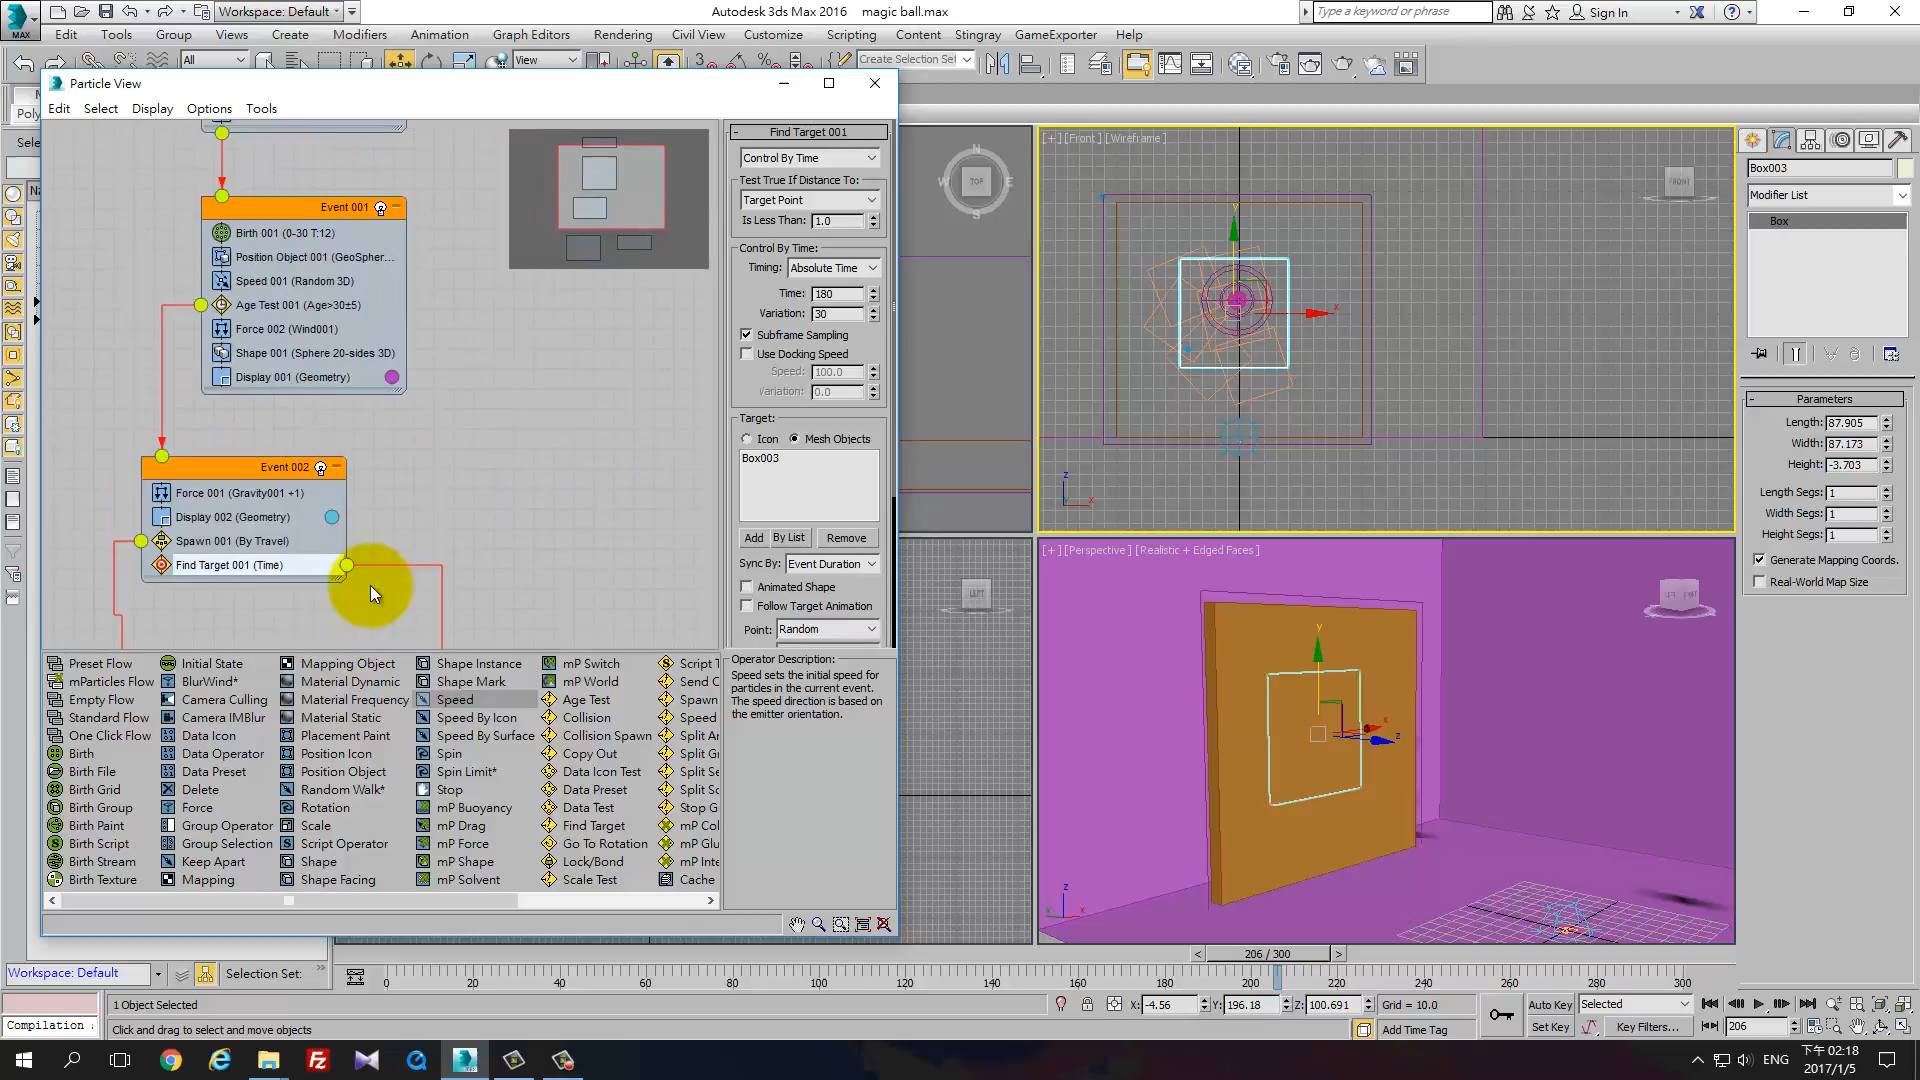 Workspace: Default
Autodesk 3ds Max 2016    magic ball.max
Type a keyword or phrase
Sign In
MAX
Edit
Tools
Group
Views
Create
Modifiers
Animation
Graph Editors
Rendering
Civil View
Customize
Scripting
Content
Stingray
GameExporter
Help
All
View
Create Selection Set
Particle View
Edit
Select
Display
Options
Tools
Event 001
Birth 001 (0-30 T:12)
Position Object 001 (GeoSpher...
Speed 001 (Random 3D)
Age Test 001 (Age>30±5)
Force 002 (Wind001)
Shape 001 (Sphere 20-sides 3D)
Display 001 (Geometry)
Event 002
Force 001 (Gravity001 +1)
Display 002 (Geometry)
Spawn 001 (By Travel)
Find Target 001 (Time)
Find Target 001
Control By Time
Test True If Distance To:
Target Point
Is Less Than: 1.0
Control By Time:
Timing: Absolute Time
Time: 180
Variation: 30
Subframe Sampling
Use Docking Speed
Speed: 100.0
Variation: 0.0
Target:
Icon
Mesh Objects
Box003
Add
By List
Remove
Sync By: Event Duration
Animated Shape
Follow Target Animation
Point: Random
Preset Flow
mParticles Flow
Empty Flow
Standard Flow
One Click Flow
Birth
Birth File
Birth Grid
Birth Group
Birth Paint
Birth Script
Birth Stream
Birth Texture
Initial State
BlurWind*
Camera Culling
Camera IMBlur
Data Icon
Data Operator
Data Preset
Delete
Force
Group Operator
Group Selection
Keep Apart
Mapping
Mapping Object
Material Dynamic
Material Frequency
Material Static
Placement Paint
Position Icon
Position Object
Random Walk*
Rotation
Scale
Script Operator
Shape
Shape Facing
Shape Instance
Shape Mark
Speed
Speed By Icon
Speed By Surface
Spin
Spin Limit*
Stop
mP Buoyancy
mP Drag
mP Force
mP Shape
mP Solvent
mP Switch
mP World
Age Test
Collision
Collision Spawn
Copy Out
Data Icon Test
Data Preset
Data Test
Find Target
Go To Rotation
Lock/Bond
Scale Test
Script T
Send O
Spawn
Speed
Split Ar
Split Gr
Split Se
Split So
Stop G
mP Col
mP Glu
mP Inte
Cache
Operator Description:
Speed sets the initial speed for
particles in the current event.
The speed direction is based on
the emitter orientation.
N
W
TOP
LEFT
[+][Front][Wireframe]
FRONT
[+][Perspective][Realistic + Edged Faces]
Box003
Modifier List
Box
Parameters
Length: 87.905
Width: 87.173
Height: -3.703
Length Segs: 1
Width Segs: 1
Height Segs: 1
Generate Mapping Coords.
Real-World Map Size
206 / 300
Workspace: Default
Selection Set:
0
20
40
60
80
100
120
140
160
180
200
220
240
260
280
300
1 Object Selected
X: -4.56
Y: 196.18
Z: 100.691
Grid = 10.0
Auto Key
Selected
Compilation
Click and drag to select and move objects
Add Time Tag
Set Key
Key Filters...
206
ENG
下午 02:18
2017/1/5